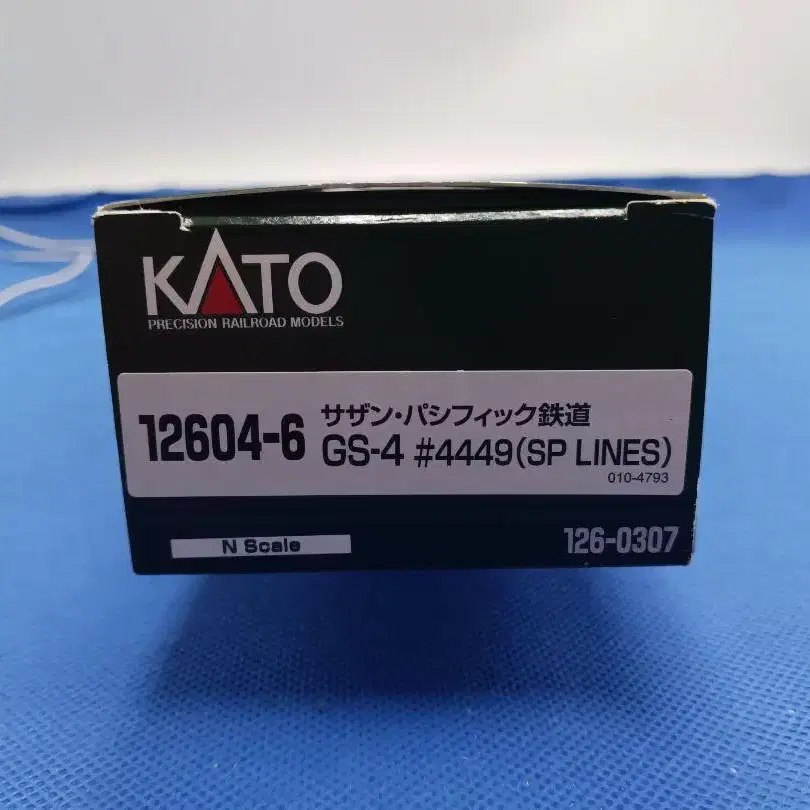 KATO
PRECISION RAILROAD MODELS
12604-6
サザン・パシフィック鉄道
GS-4 #4449(SP LINES)
010-4793
N Scale
126-0307